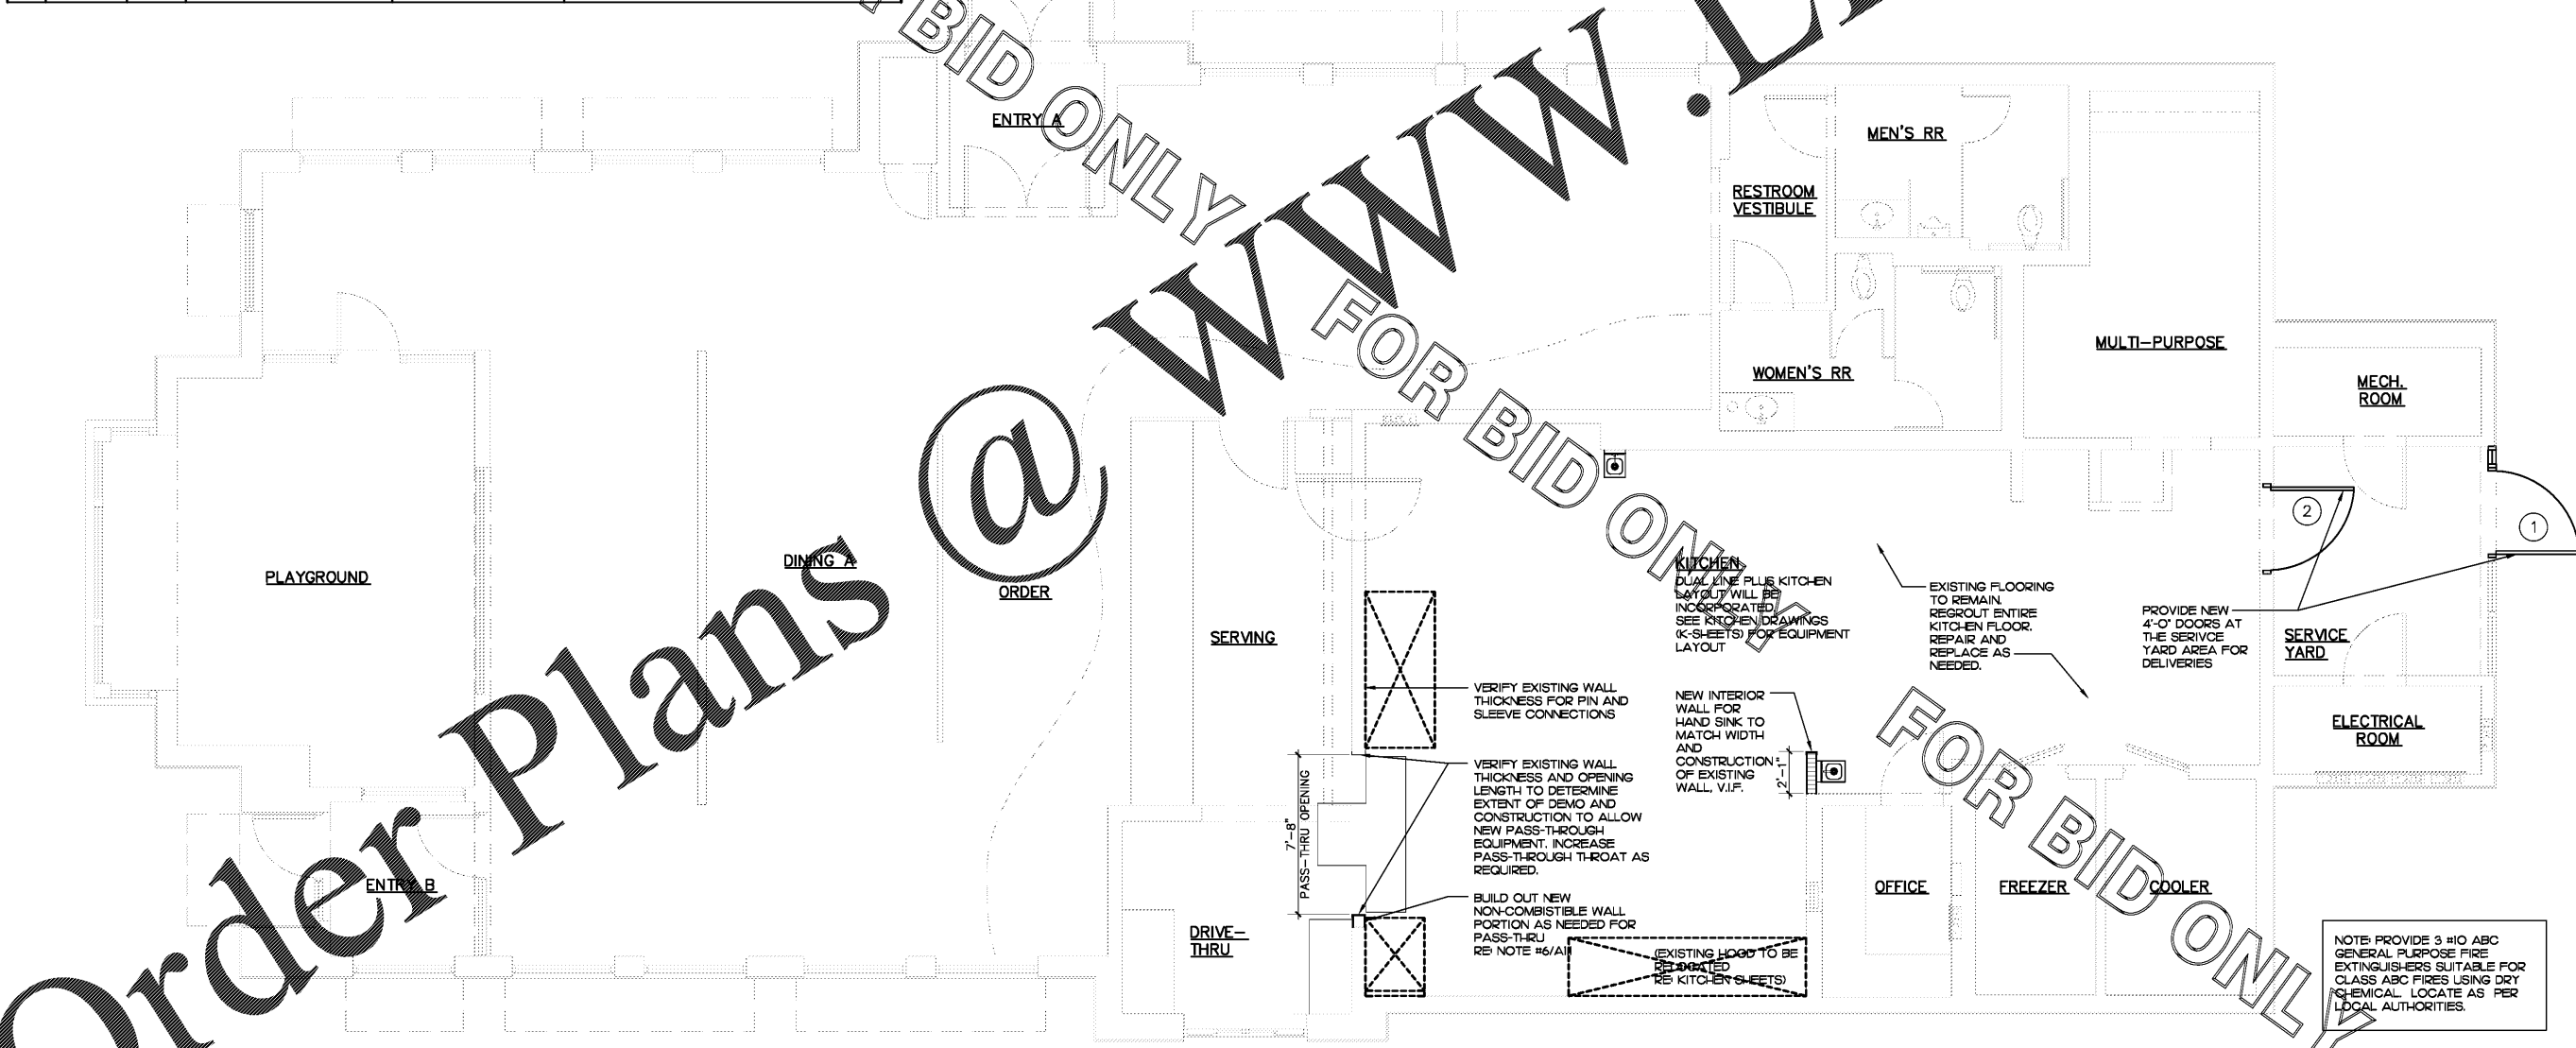 BID ONLY
Order Plans @ WWW.
FOR BID ONLY
FOR BID ONLY
ENTRY A
MEN'S RR
RESTROOM
VESTIBULE
WOMEN'S RR
MULTI-PURPOSE
MECH.
ROOM
PLAYGROUND
DINING A
ORDER
SERVING
KITCHEN
DUAL LINE PLUS KITCHEN
LAYOUT WILL BE
INCORPORATED.
SEE KITCHEN DRAWINGS
(K-SHEETS) FOR EQUIPMENT
LAYOUT
EXISTING FLOORING
TO REMAIN.
REGROUT ENTIRE
KITCHEN FLOOR.
REPAIR AND
REPLACE AS
NEEDED.
PROVIDE NEW
4'-0" DOORS AT
THE SERIVCE
YARD AREA FOR
DELIVERIES
2
1
SERVICE
YARD
ELECTRICAL
ROOM
VERIFY EXISTING WALL
THICKNESS FOR PIN AND
SLEEVE CONNECTIONS
NEW INTERIOR
WALL FOR
HAND SINK TO
MATCH WIDTH
AND
CONSTRUCTION
OF EXISTING
WALL, V.I.F.
2'-1"
VERIFY EXISTING WALL
THICKNESS AND OPENING
LENGTH TO DETERMINE
EXTENT OF DEMO AND
CONSTRUCTION TO ALLOW
NEW PASS-THROUGH
EQUIPMENT. INCREASE
PASS-THROUGH THROAT AS
REQUIRED.
7'-8"
PASS-THRU OPENING
BUILD OUT NEW
NON-COMBISTIBLE WALL
PORTION AS NEEDED FOR
PASS-THRU
RE: NOTE #6/A1
(EXISTING HOOD TO BE
RELOCATED
RE: KITCHEN SHEETS)
ENTRY B
DRIVE-
THRU
OFFICE
FREEZER
COOLER
NOTE: PROVIDE 3 #10 ABC
GENERAL PURPOSE FIRE
EXTINGUISHERS SUITABLE FOR
CLASS ABC FIRES USING DRY
CHEMICAL. LOCATE AS PER
LOCAL AUTHORITIES.